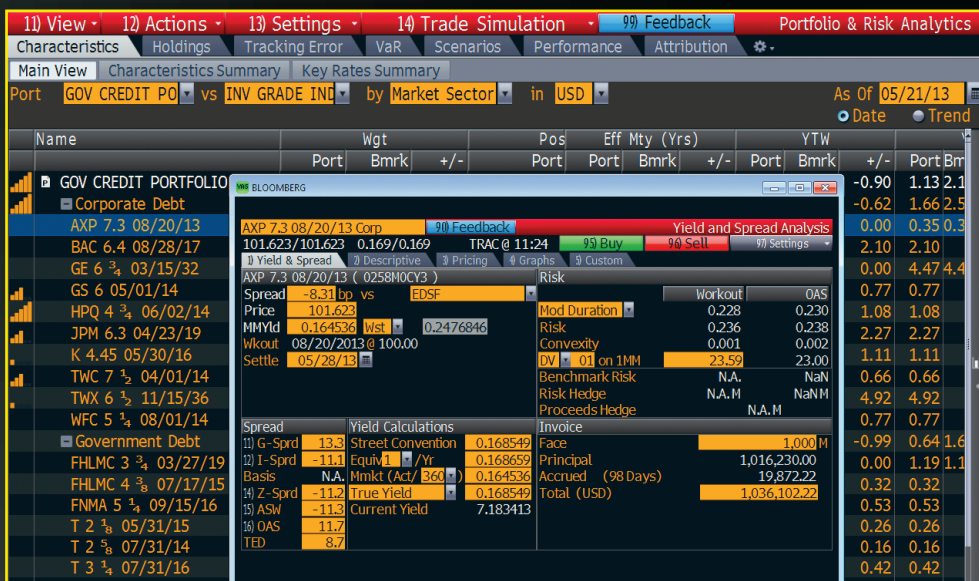 11) View 12) Actions 13) Settings 14) Trade Simulation 99) Feedback Portfolio & Risk Analytics
Characteristics Holdings Tracking Error VaR Scenarios Performance Attribution
Main View Characteristics Summary Key Rates Summary
Port GOV CREDIT PO vs INV GRADE IND by Market Sector in USD As Of 05/21/13
Date Trend
Name Wgt Pos Eff Mty (Yrs) YTW
Port Bmrk +/- Port Port Bmrk +/- Port Bmrk +/- Port Bm
GOV CREDIT PORTFOLIO -0.90 1.13 2.1
Corporate Debt -0.62 1.66 2.5
AXP 7.3 08/20/13 0.00 0.35 0.3
BAC 6.4 08/28/17 2.10 2.10
GE 6 ¾ 03/15/32 0.00 4.47 4.4
GS 6 05/01/14 0.77 0.77
HPQ 4 ¾ 06/02/14 1.08 1.08
JPM 6.3 04/23/19 2.27 2.27
K 4.45 05/30/16 1.11 1.11
TWC 7 ½ 04/01/14 0.66 0.66
TWX 6 ½ 11/15/36 4.92 4.92
WFC 5 ¼ 08/01/14 0.77 0.77
Government Debt -0.99 0.64 1.6
FHLMC 3 ¾ 03/27/19 0.00 1.19 1.1
FHLMC 4 ⅜ 07/17/15 0.32 0.32
FNMA 5 ¼ 09/15/16 0.53 0.53
T 2 ⅛ 05/31/15 0.26 0.26
T 2 ⅝ 07/31/14 0.16 0.16
T 3 ¼ 07/31/16 0.42 0.42
BLOOMBERG
AXP 7.3 08/20/13 Corp 90) Feedback Yield and Spread Analysis
101.623/101.623 0.169/0.169 TRAC @ 11:24 95) Buy 96) Sell 97) Settings
1) Yield & Spread 2) Descriptive 3) Pricing 4) Graphs 5) Custom
AXP 7.3 08/20/13 ( 0258M0CY3 )
Spread -8.31 bp vs EDSF
Price 101.623
MMYld 0.164536 Wst 0.2476846
Wkout 08/20/2013 @ 100.00
Settle 05/28/13
Risk
Workout OAS
Mod Duration 0.228 0.230
Risk 0.236 0.238
Convexity 0.001 0.002
DV 01 on 1MM 23.59 23.00
Benchmark Risk N.A. NaN
Risk Hedge N.A. M NaN M
Proceeds Hedge N.A. M
Spread
11) G-Sprd 13.3
12) I-Sprd -11.1
Basis N.A.
14) Z-Sprd -11.2
15) ASW -11.3
16) OAS 11.7
TED 8.7
Yield Calculations
Street Convention 0.168549
Equiv 1 /Yr 0.168659
Mmkt (Act/ 360 ) 0.164536
True Yield 0.168549
Current Yield 7.183413
Invoice
Face 1,000 M
Principal 1,016,230.00
Accrued (98 Days) 19,872.22
Total (USD) 1,036,102.22